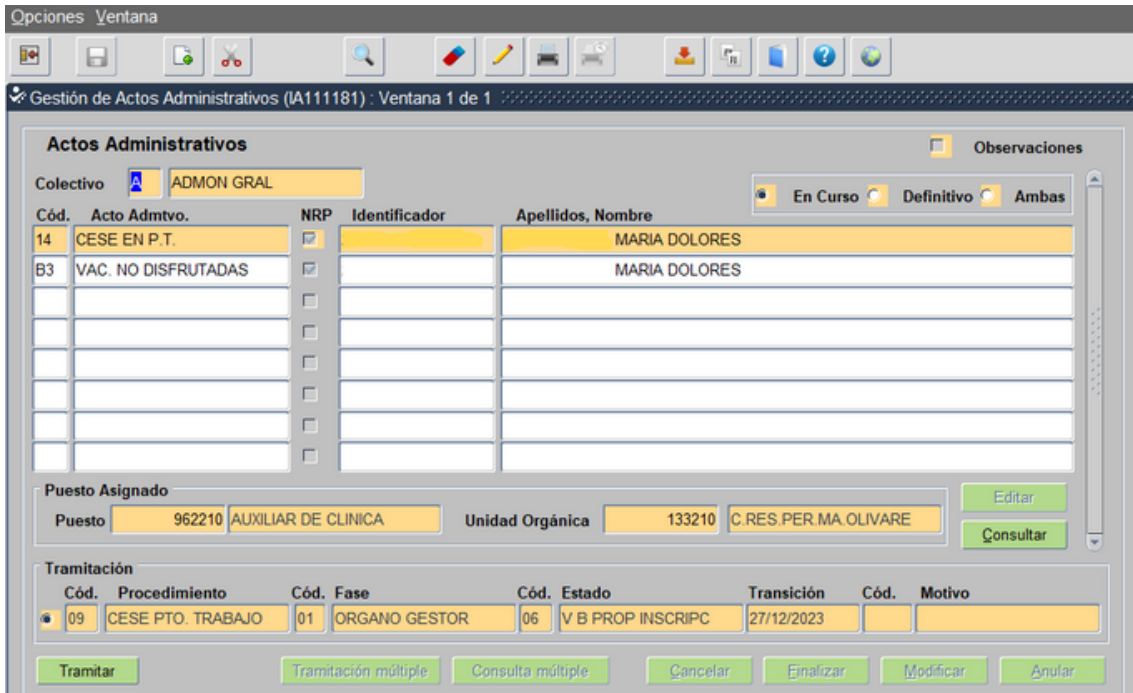 Opciones Ventana
Gestión de Actos Administrativos (IA111181) : Ventana 1 de 1
Actos Administrativos
Observaciones
Colectivo A ADMON GRAL
En Curso Definitivo Ambas
Cód. Acto Admtvo. NRP Identificador Apellidos, Nombre
14 CESE EN P.T. MARIA DOLORES
B3 VAC. NO DISFRUTADAS MARIA DOLORES
Puesto Asignado
Editar
Puesto 962210 AUXILIAR DE CLINICA Unidad Orgánica 133210 C.RES.PER.MA.OLIVARE
Consultar
Tramitación
Cód. Procedimiento Cód. Fase Cód. Estado Transición Cód. Motivo
09 CESE PTO. TRABAJO 01 ORGANO GESTOR 06 V B PROP INSCRIPC 27/12/2023
Tramitar Tramitación múltiple Consulta múltiple Cancelar Finalizar Modificar Anular